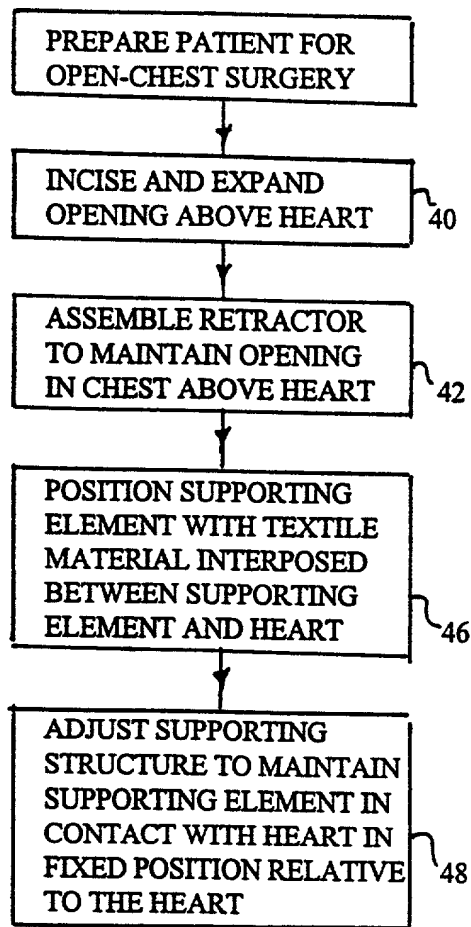 PREPARE PATIENT FOR
OPEN-CHEST SURGERY
INCISE AND EXPAND
OPENING ABOVE HEART
40
ASSEMBLE RETRACTOR
TO MAINTAIN OPENING
IN CHEST ABOVE HEART
42
POSITION SUPPORTING
ELEMENT WITH TEXTILE
MATERIAL INTERPOSED
BETWEEN SUPPORTING
ELEMENT AND HEART
46
ADJUST SUPPORTING
STRUCTURE TO MAINTAIN
SUPPORTING ELEMENT IN
CONTACT WITH HEART IN
FIXED POSITION RELATIVE
TO THE HEART
48